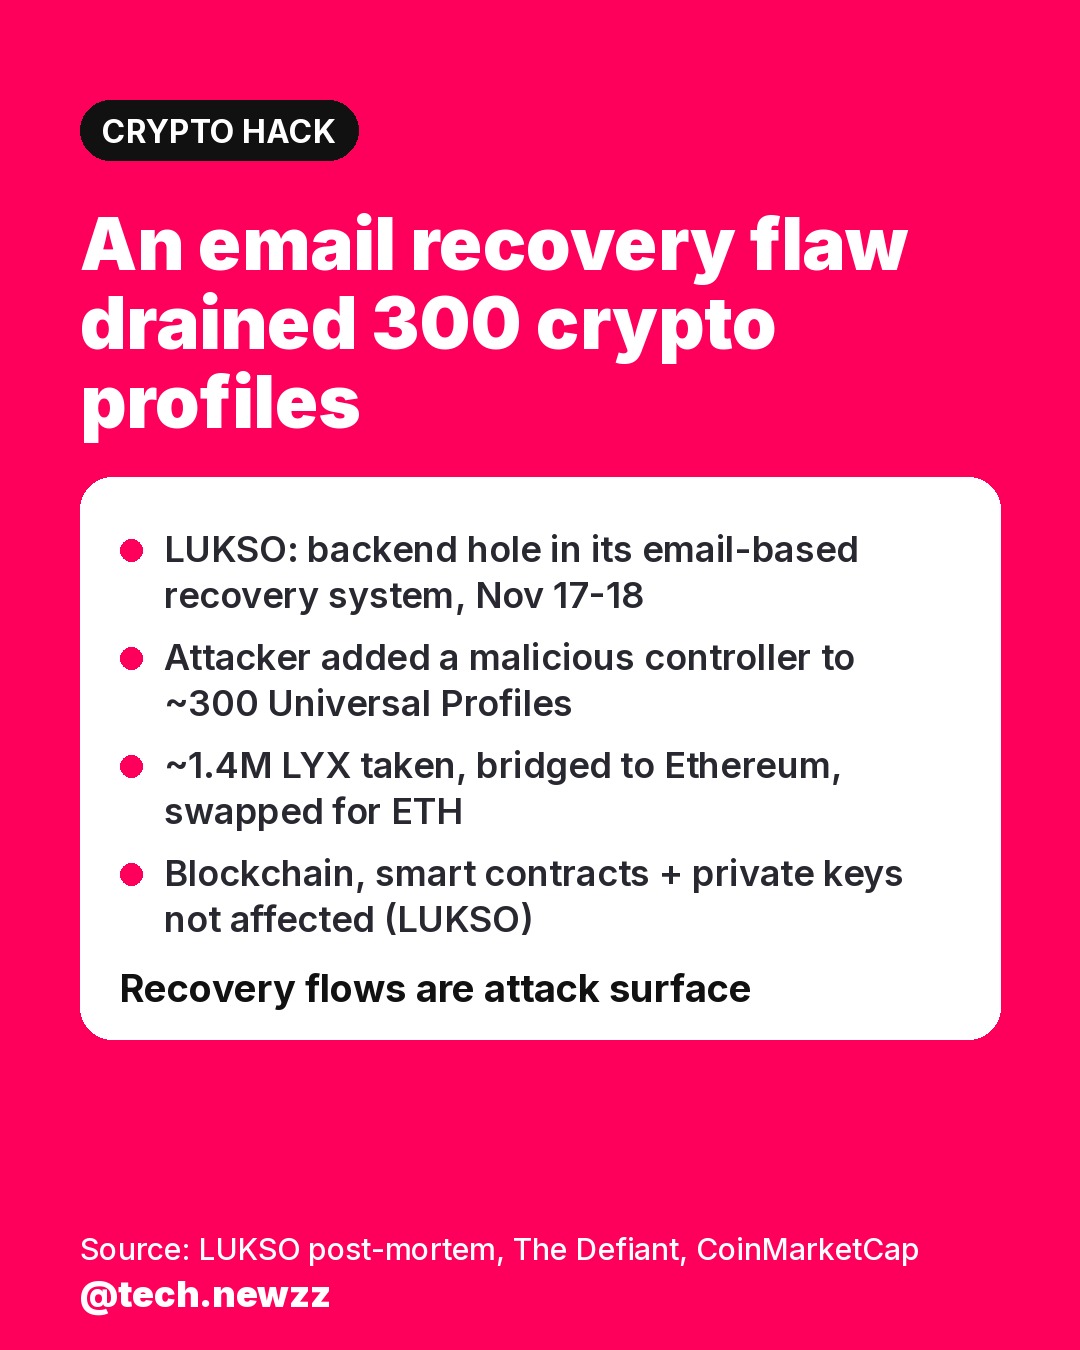 CRYPTO HACK
An email recovery flaw
drained 300 crypto
profiles
LUKSO: backend hole in its email-based
recovery system, Nov 17-18
Attacker added a malicious controller to
~300 Universal Profiles
~1.4M LYX taken, bridged to Ethereum,
swapped for ETH
Blockchain, smart contracts + private keys
not affected (LUKSO)
Recovery flows are attack surface
Source: LUKSO post-mortem, The Defiant, CoinMarketCap
@tech.newzz